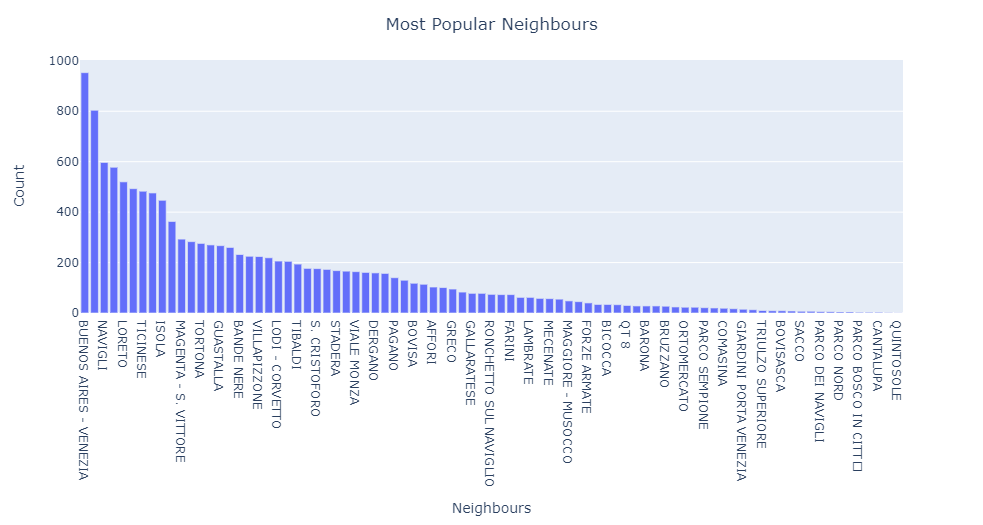 Most Popular Neighbours
1000
800
600
400
200
0
Count
BUENOS AIRES - VENEZIA
NAVIGLI
LORETO
TICINESE
ISOLA
MAGENTA - S. VITTORE
TORTONA
GUASTALLA
BANDE NERE
VILLAPIZZONE
LODI - CORVETTO
TIBALDI
S. CRISTOFORO
STADERA
VIALE MONZA
DERGANO
PAGANO
BOVISA
AFFORI
GRECO
GALLARATESE
RONCHETTO SUL NAVIGLIO
FARINI
LAMBRATE
MECENATE
MAGGIORE - MUSOCCO
FORZE ARMATE
BICOCCA
QT 8
BARONA
BRUZZANO
ORTOMERCATO
PARCO SEMPIONE
COMASINA
GIARDINI PORTA VENEZIA
TRIULZO SUPERIORE
BOVISASCA
SACCO
PARCO DEI NAVIGLI
PARCO NORD
PARCO BOSCO IN CITT□
CANTALUPA
QUINTOSOLE
Neighbours